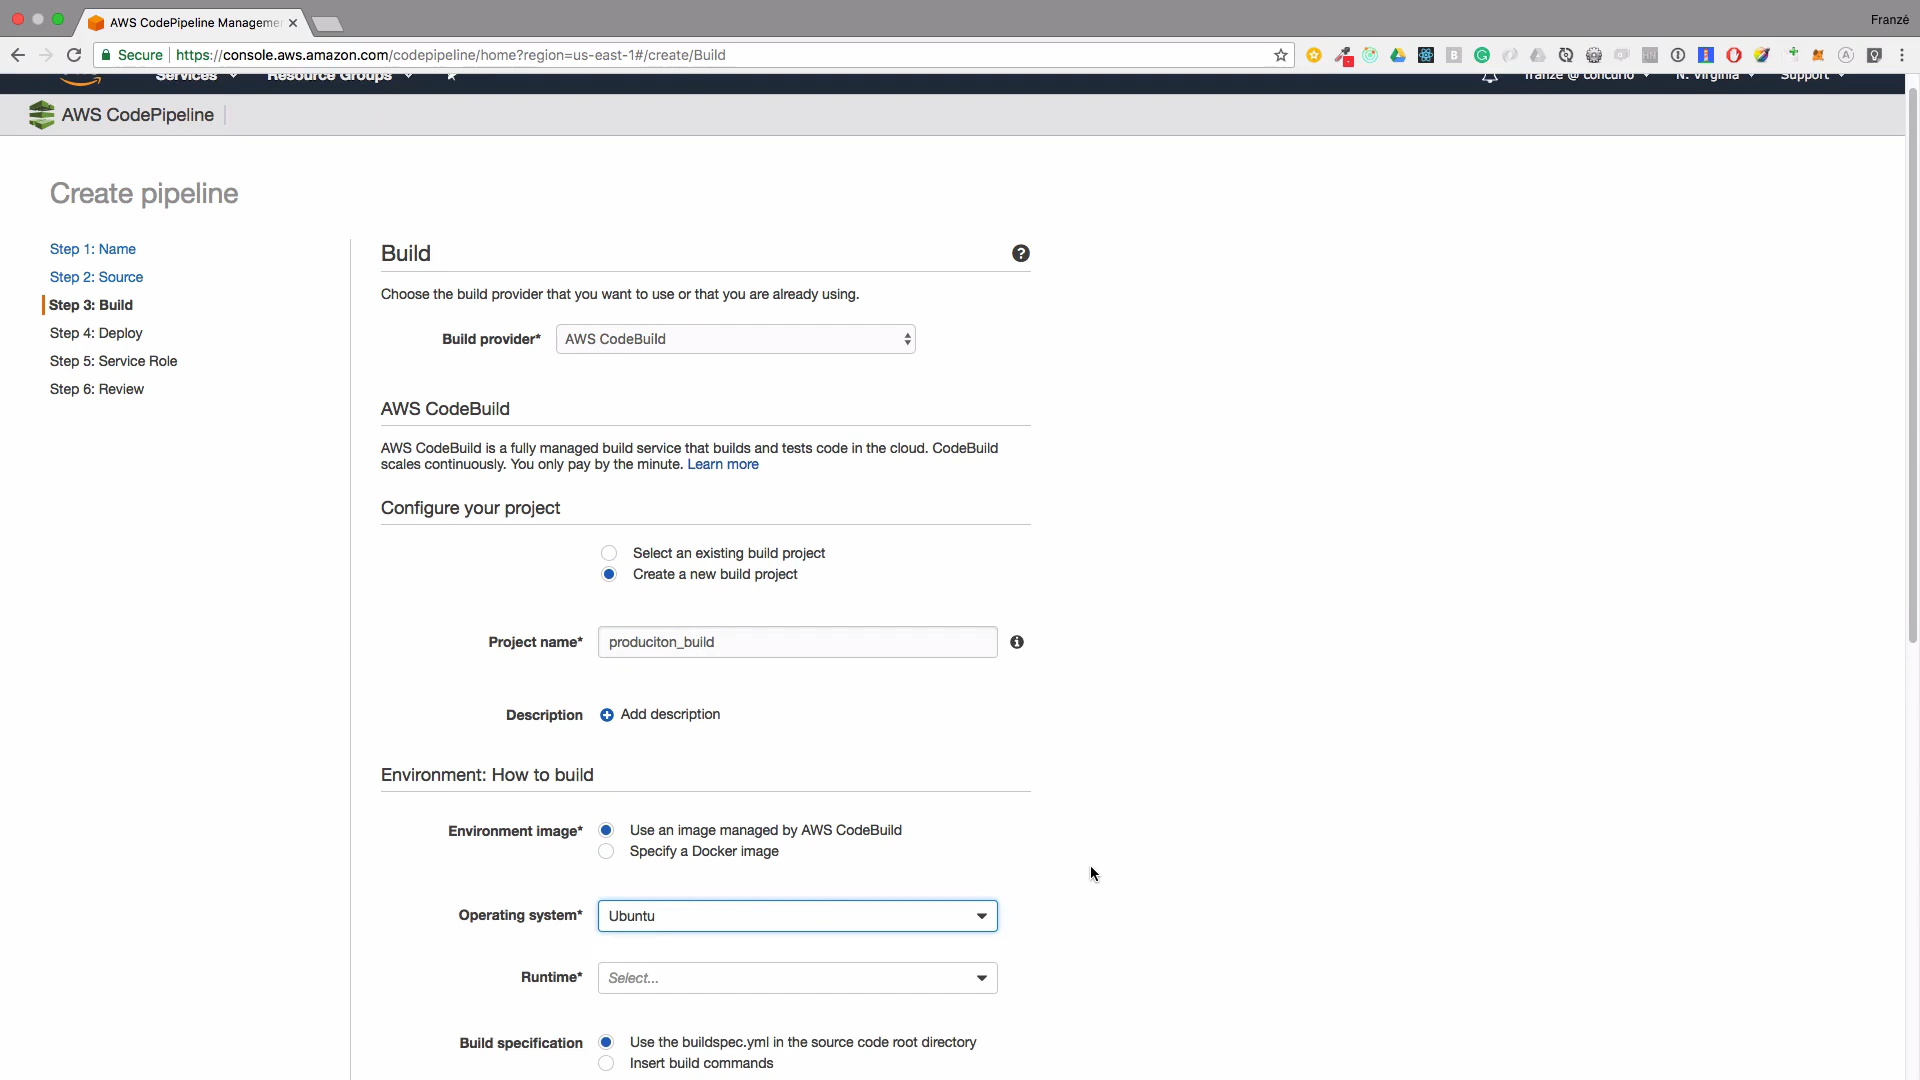 AWS CodePipeline Manageme
Franzé
Secure
https://console.aws.amazon.com/codepipeline/home?region=us-east-1#/create/Build
Services
Resource Groups
franze @ concurio
N. Virginia
Support
AWS CodePipeline
Create pipeline
Step 1: Name
Step 2: Source
Step 3: Build
Step 4: Deploy
Step 5: Service Role
Step 6: Review
Build
Choose the build provider that you want to use or that you are already using.
Build provider*
AWS CodeBuild
AWS CodeBuild
AWS CodeBuild is a fully managed build service that builds and tests code in the cloud. CodeBuild
scales continuously. You only pay by the minute. Learn more
Configure your project
Select an existing build project
Create a new build project
Project name*
produciton_build
Description
Add description
Environment: How to build
Environment image*
Use an image managed by AWS CodeBuild
Specify a Docker image
Operating system*
Ubuntu
Runtime*
Select...
Build specification
Use the buildspec.yml in the source code root directory
Insert build commands